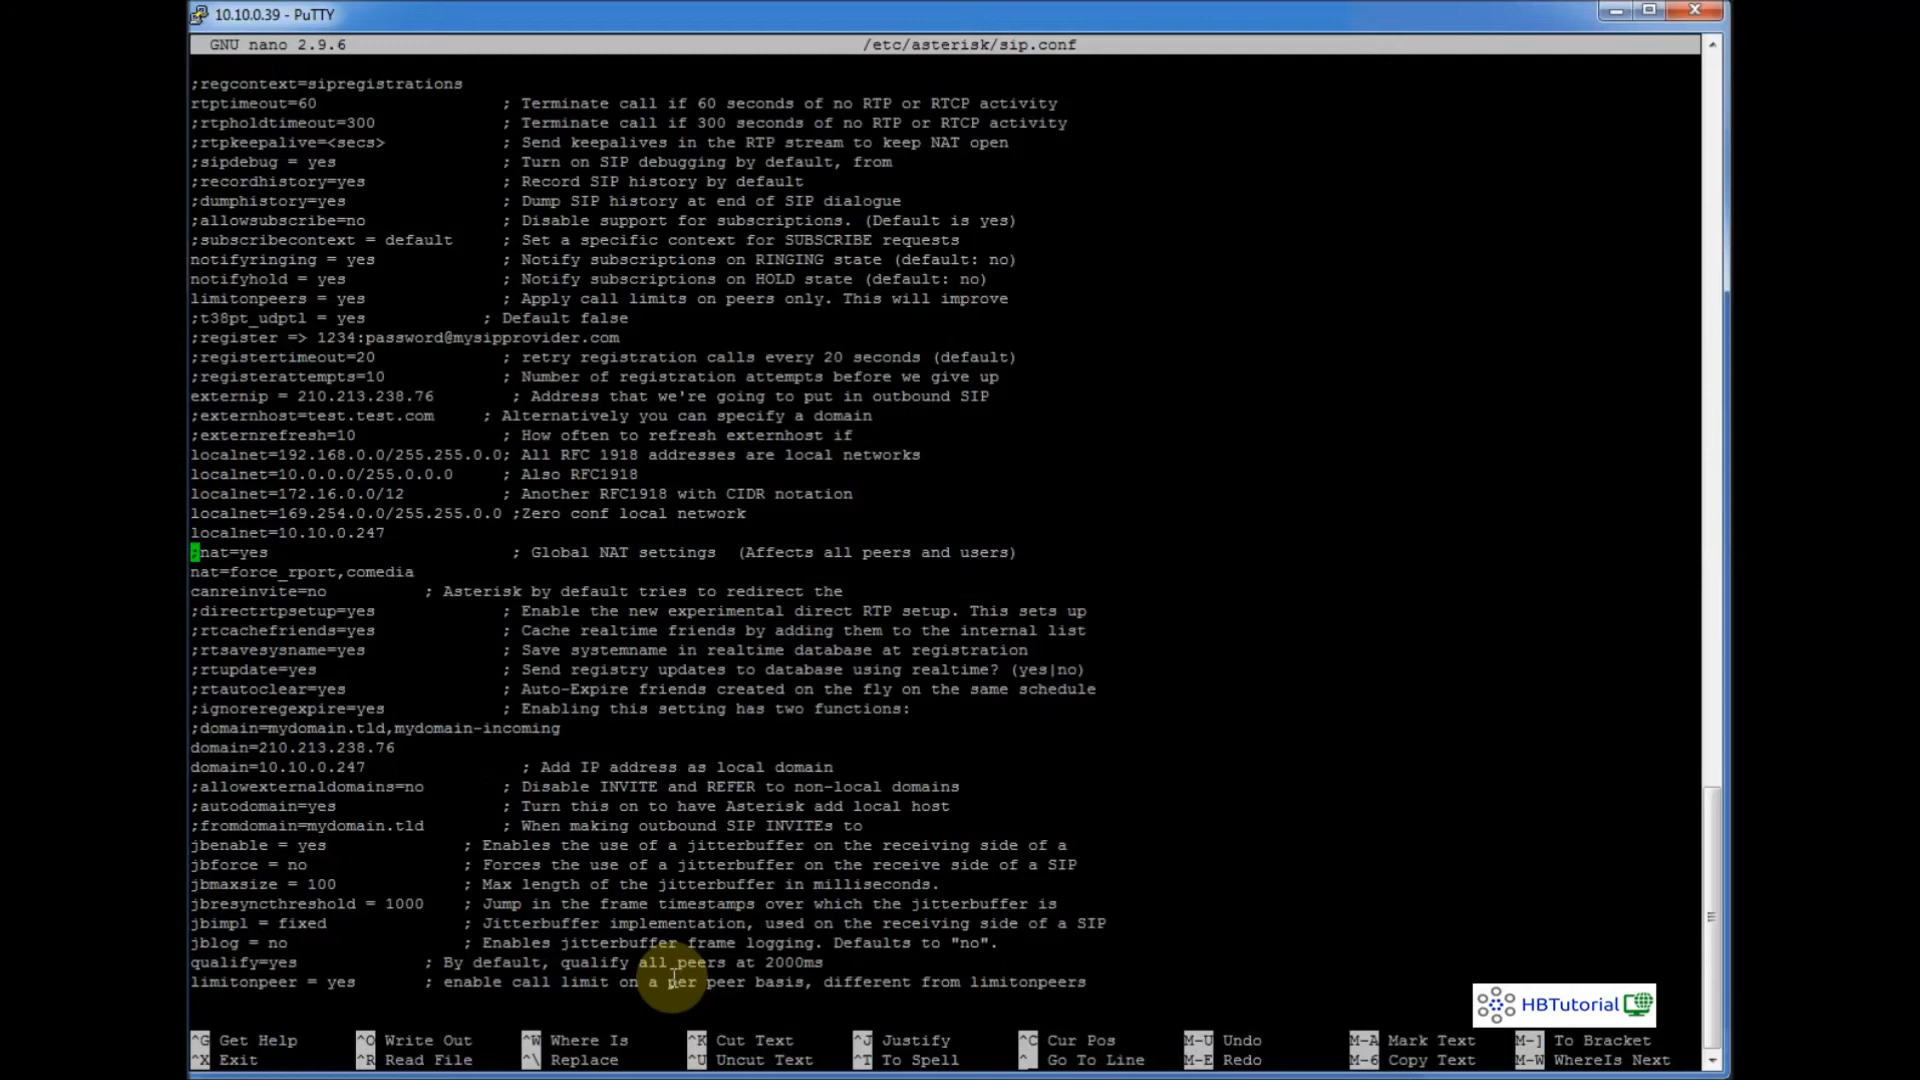 10.10.0.39 - PuTTY
GNU nano 2.9.6 /etc/asterisk/sip.conf
;regcontext=sipregistrations
rtptimeout=60 ; Terminate call if 60 seconds of no RTP or RTCP activity
;rtpholdtimeout=300 ; Terminate call if 300 seconds of no RTP or RTCP activity
;rtpkeepalive=<secs> ; Send keepalives in the RTP stream to keep NAT open
;sipdebug = yes ; Turn on SIP debugging by default, from
;recordhistory=yes ; Record SIP history by default
;dumphistory=yes ; Dump SIP history at end of SIP dialogue
;allowsubscribe=no ; Disable support for subscriptions. (Default is yes)
;subscribecontext = default ; Set a specific context for SUBSCRIBE requests
notifyringing = yes ; Notify subscriptions on RINGING state (default: no)
notifyhold = yes ; Notify subscriptions on HOLD state (default: no)
limitonpeers = yes ; Apply call limits on peers only. This will improve
;t38pt_udptl = yes ; Default false
;register => 1234:password@mysipprovider.com
;registertimeout=20 ; retry registration calls every 20 seconds (default)
;registerattempts=10 ; Number of registration attempts before we give up
externip = 210.213.238.76 ; Address that we're going to put in outbound SIP
;externhost=test.test.com ; Alternatively you can specify a domain
;externrefresh=10 ; How often to refresh externhost if
localnet=192.168.0.0/255.255.0.0; All RFC 1918 addresses are local networks
localnet=10.0.0.0/255.0.0.0 ; Also RFC1918
localnet=172.16.0.0/12 ; Another RFC1918 with CIDR notation
localnet=169.254.0.0/255.255.0.0 ;Zero conf local network
localnet=10.10.0.247
;nat=yes ; Global NAT settings (Affects all peers and users)
nat=force_rport,comedia
canreinvite=no ; Asterisk by default tries to redirect the
;directrtpsetup=yes ; Enable the new experimental direct RTP setup. This sets up
;rtcachefriends=yes ; Cache realtime friends by adding them to the internal list
;rtsavesysname=yes ; Save systemname in realtime database at registration
;rtupdate=yes ; Send registry updates to database using realtime? (yes|no)
;rtautoclear=yes ; Auto-Expire friends created on the fly on the same schedule
;ignoreregexpire=yes ; Enabling this setting has two functions:
;domain=mydomain.tld,mydomain-incoming
domain=210.213.238.76
domain=10.10.0.247 ; Add IP address as local domain
;allowexternaldomains=no ; Disable INVITE and REFER to non-local domains
;autodomain=yes ; Turn this on to have Asterisk add local host
;fromdomain=mydomain.tld ; When making outbound SIP INVITEs to
jbenable = yes ; Enables the use of a jitterbuffer on the receiving side of a
jbforce = no ; Forces the use of a jitterbuffer on the receive side of a SIP
jbmaxsize = 100 ; Max length of the jitterbuffer in milliseconds.
jbresyncthreshold = 1000 ; Jump in the frame timestamps over which the jitterbuffer is
jbimpl = fixed ; Jitterbuffer implementation, used on the receiving side of a SIP
jblog = no ; Enables jitterbuffer frame logging. Defaults to "no".
qualify=yes ; By default, qualify all peers at 2000ms
limitonpeer = yes ; enable call limit on a per peer basis, different from limitonpeers
HBTutorial
^G Get Help ^O Write Out ^W Where Is ^K Cut Text ^J Justify ^C Cur Pos M-U Undo M-A Mark Text M-] To Bracket
^X Exit ^R Read File ^\ Replace ^U Uncut Text ^T To Spell ^_ Go To Line M-E Redo M-6 Copy Text M-W WhereIs Next